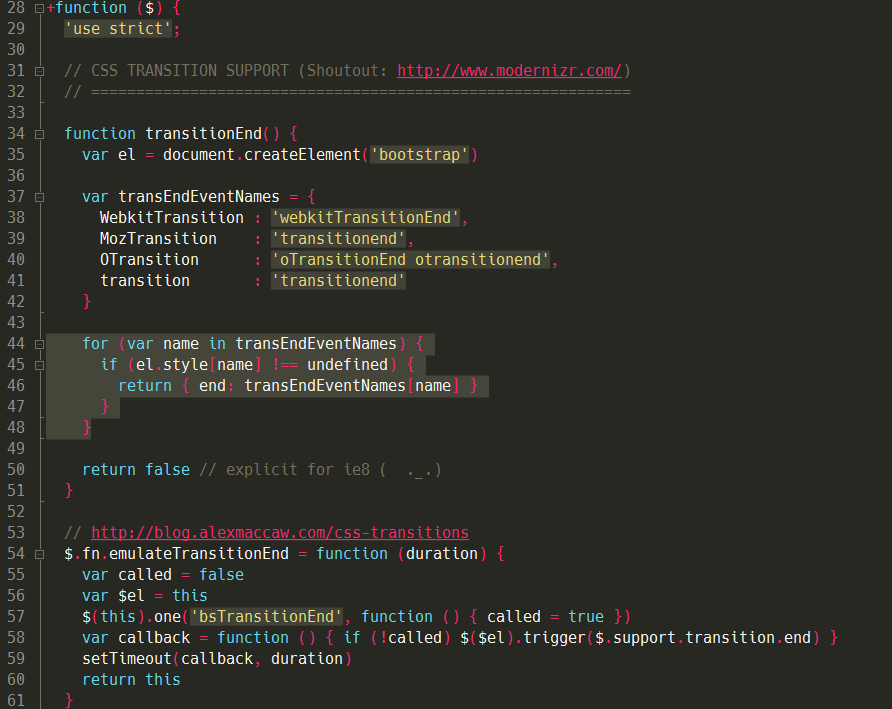 28 +function ($) {
29   'use strict';
30
31   // CSS TRANSITION SUPPORT (Shoutout: http://www.modernizr.com/)
32   // ============================================================
33
34   function transitionEnd() {
35     var el = document.createElement('bootstrap')
36
37     var transEndEventNames = {
38       WebkitTransition : 'webkitTransitionEnd',
39       MozTransition    : 'transitionend',
40       OTransition      : 'oTransitionEnd otransitionend',
41       transition       : 'transitionend'
42     }
43
44     for (var name in transEndEventNames) {
45       if (el.style[name] !== undefined) {
46         return { end: transEndEventNames[name] }
47       }
48     }
49
50     return false // explicit for ie8 (  ._.)
51   }
52
53   // http://blog.alexmaccaw.com/css-transitions
54   $.fn.emulateTransitionEnd = function (duration) {
55     var called = false
56     var $el = this
57     $(this).one('bsTransitionEnd', function () { called = true })
58     var callback = function () { if (!called) $($el).trigger($.support.transition.end) }
59     setTimeout(callback, duration)
60     return this
61   }